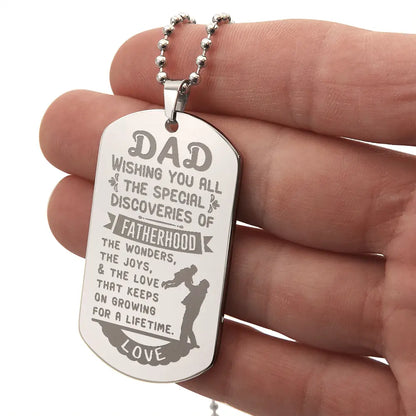 DAD
WISHING YOU ALL
THE SPECIAL
DISCOVERIES OF
FATHERHOOD
THE WONDERS,
THE JOYS,
& THE LOVE
THAT KEEPS
ON GROWING
FOR A LIFETIME.
LOVE